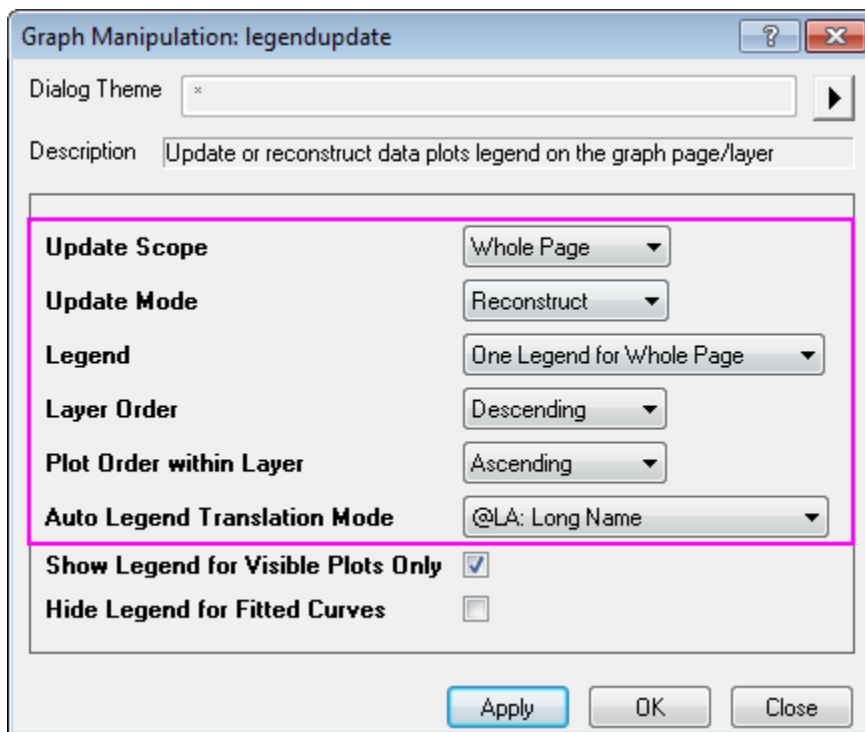 Graph Manipulation: legendupdate ?
Dialog Theme *
Description Update or reconstruct data plots legend on the graph page/layer
Update Scope Whole Page
Update Mode Reconstruct
Legend One Legend for Whole Page
Layer Order Descending
Plot Order within Layer Ascending
Auto Legend Translation Mode @LA: Long Name
Show Legend for Visible Plots Only
Hide Legend for Fitted Curves
Apply OK Close